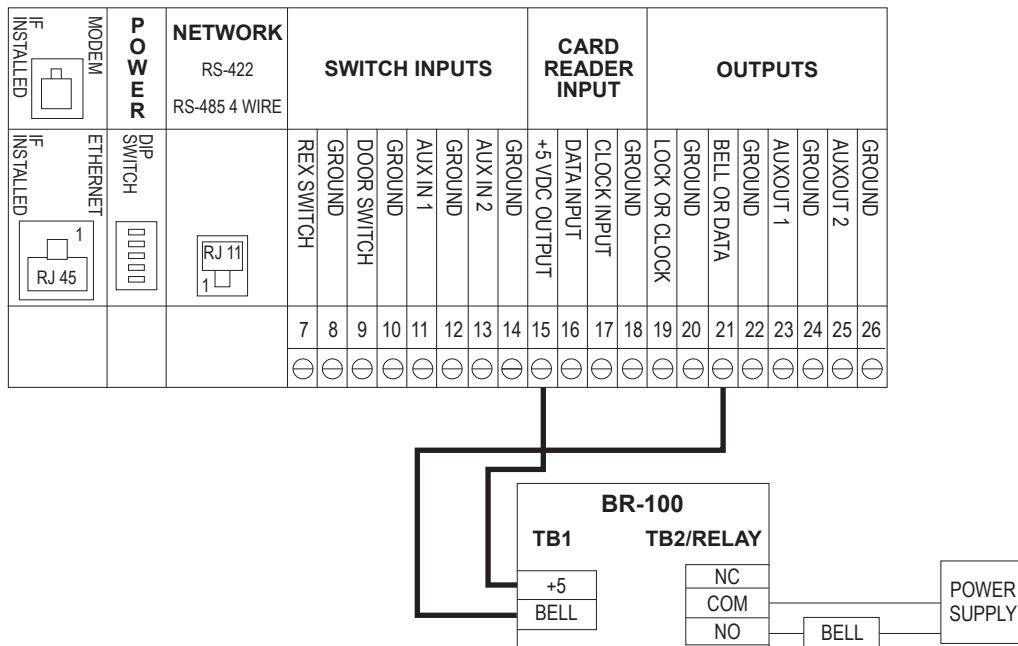 IF INSTALLED
MODEM
POWER
NETWORK
RS-422
RS-485 4 WIRE
SWITCH INPUTS
CARD
READER
INPUT
OUTPUTS
IF INSTALLED
ETHERNET
1
RJ 45
DIP
SWITCH
RJ 11
1
REX SWITCH
GROUND
DOOR SWITCH
GROUND
AUX IN 1
GROUND
AUX IN 2
GROUND
+5 VDC OUTPUT
DATA INPUT
CLOCK INPUT
GROUND
LOCK OR CLOCK
GROUND
BELL OR DATA
GROUND
AUXOUT 1
GROUND
AUXOUT 2
GROUND
7 8 9 10 11 12 13 14 15 16 17 18 19 20 21 22 23 24 25 26
BR-100
TB1 TB2/RELAY
+5
BELL
NC
COM
NO
BELL
POWER
SUPPLY